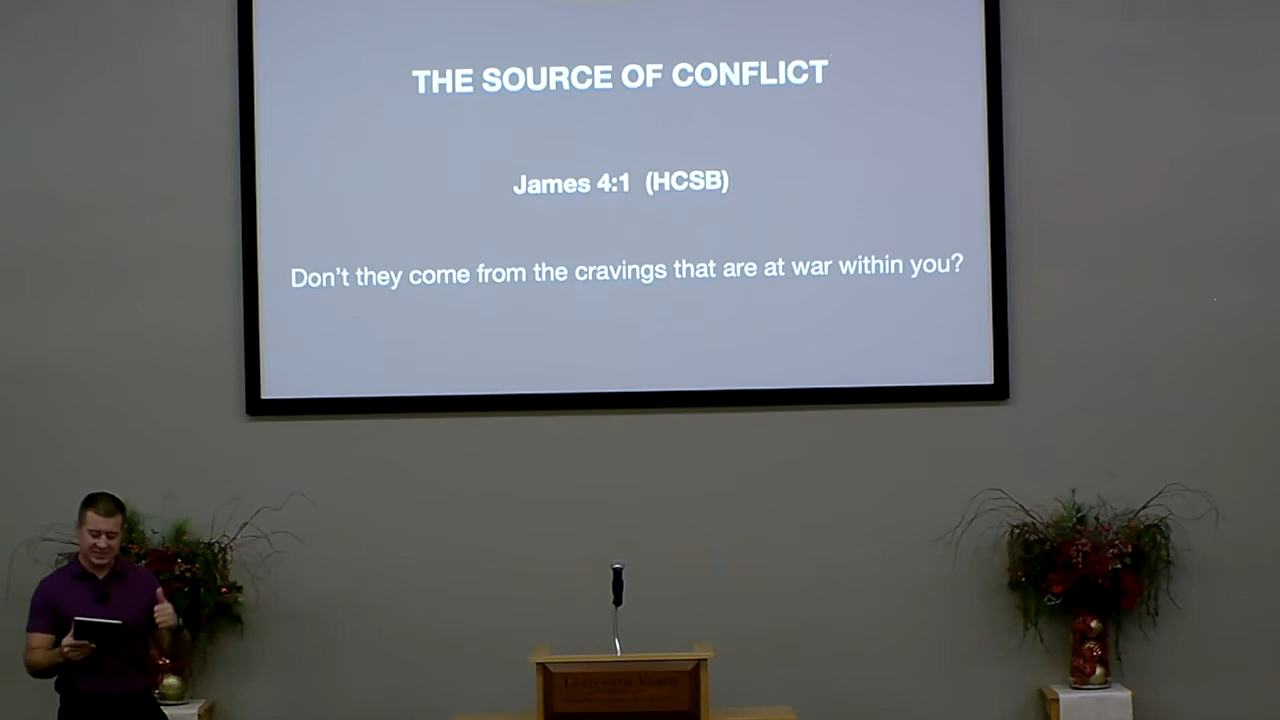 THE SOURCE OF CONFLICT
James 4:1 (HCSB)
Don't they come from the cravings that are at war within you?